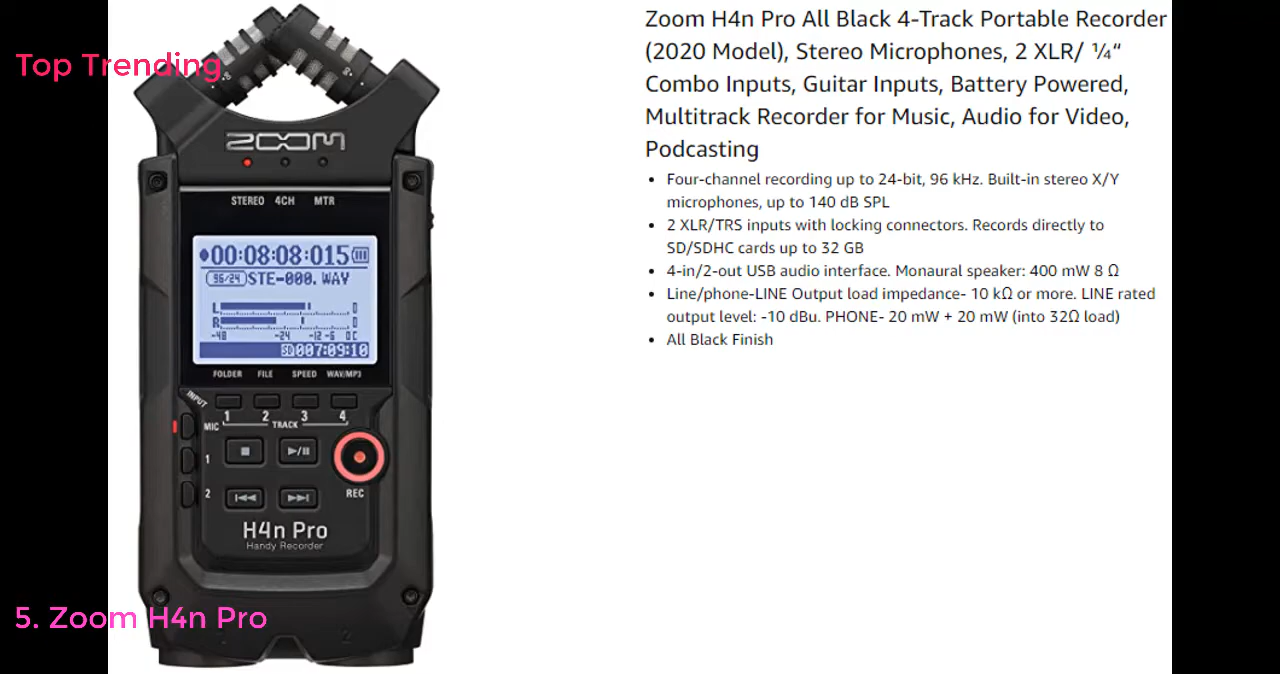 Top Trending
ZOOM
STEREO 4CH MTR
00:08:08:015
96/24 STE-000.WAV
L 0
R 0
-48 -24 -12 -6 0
SD 007:09:10
FOLDER FILE SPEED WAV/MP3
INPUT
MIC 1 2 3 4
TRACK
1
2
REC
H4n Pro
Handy Recorder
1 2
5. Zoom H4n Pro
Zoom H4n Pro All Black 4-Track Portable Recorder
(2020 Model), Stereo Microphones, 2 XLR/ ¼“
Combo Inputs, Guitar Inputs, Battery Powered,
Multitrack Recorder for Music, Audio for Video,
Podcasting
• Four-channel recording up to 24-bit, 96 kHz. Built-in stereo X/Y
microphones, up to 140 dB SPL
• 2 XLR/TRS inputs with locking connectors. Records directly to
SD/SDHC cards up to 32 GB
• 4-in/2-out USB audio interface. Monaural speaker: 400 mW 8 Ω
• Line/phone-LINE Output load impedance- 10 kΩ or more. LINE rated
output level: -10 dBu. PHONE- 20 mW + 20 mW (into 32Ω load)
• All Black Finish